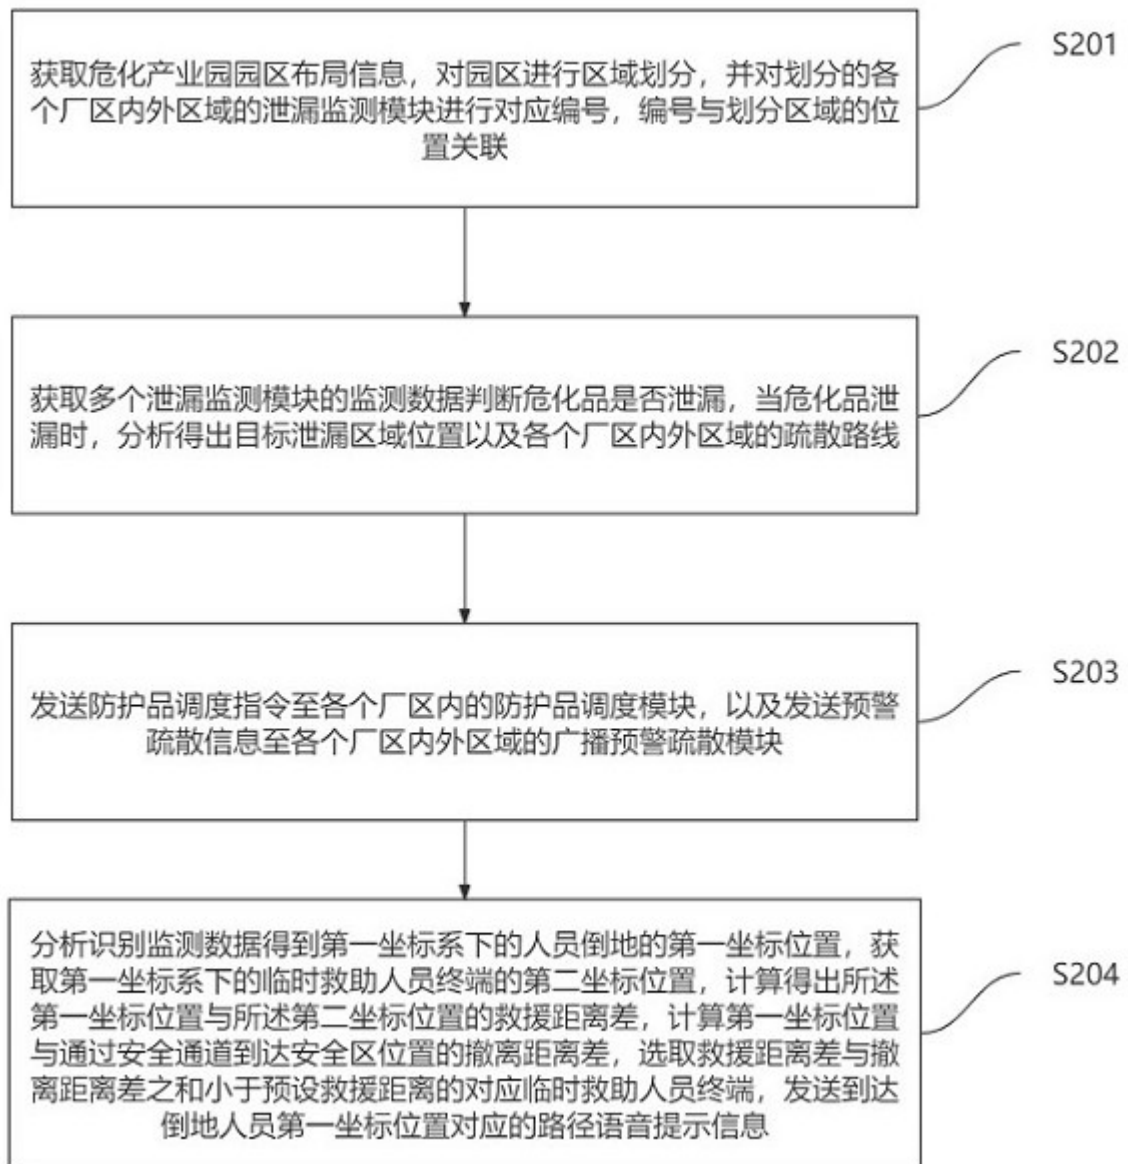 获取危化产业园园区布局信息，对园区进行区域划分，并对划分的各
个厂区内外区域的泄漏监测模块进行对应编号，编号与划分区域的位
置关联
S201
获取多个泄漏监测模块的监测数据判断危化品是否泄漏，当危化品泄
漏时，分析得出目标泄漏区域位置以及各个厂区内外区域的疏散路线
S202
发送防护品调度指令至各个厂区内的防护品调度模块，以及发送预警
疏散信息至各个厂区内外区域的广播预警疏散模块
S203
分析识别监测数据得到第一坐标系下的人员倒地的第一坐标位置，获
取第一坐标系下的临时救助人员终端的第二坐标位置，计算得出所述
第一坐标位置与所述第二坐标位置的救援距离差，计算第一坐标位置
与通过安全通道到达安全区位置的撤离距离差，选取救援距离差与撤
离距离差之和小于预设救援距离的对应临时救助人员终端，发送到达
倒地人员第一坐标位置对应的路径语音提示信息
S204